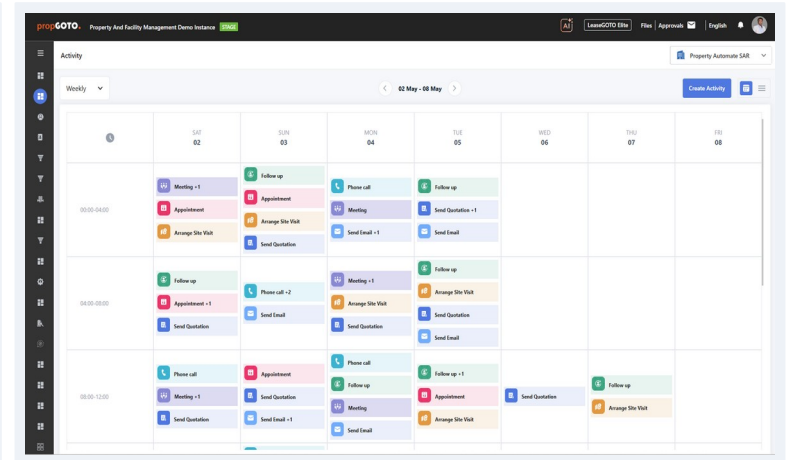 propGOTO. Property And Facility Management Demo Instance STAGE AI LeaseGOTO Elite Files Approvals English
Activity Property Automate SAR
Weekly 02 May - 08 May Create Activity
SAT SUN MON TUE WED THU FRI
02 03 04 05 06 07 08
00:00-04:00
Meeting +1
Appointment
Arrange Site Visit
Follow up
Appointment
Arrange Site Visit
Send Quotation
Phone call
Meeting
Send Email +1
Follow up
Send Quotation +1
Send Email
04:00-08:00
Follow up
Appointment +1
Send Quotation
Phone call +2
Send Email
Meeting +1
Arrange Site Visit
Send Quotation
Follow up
Arrange Site Visit
Send Quotation
Send Email
08:00-12:00
Phone call
Meeting +1
Send Quotation
Appointment
Send Quotation
Send Email +1
Phone call
Follow up
Meeting
Send Email
Follow up +1
Appointment
Arrange Site Visit
Send Quotation
Follow up
Arrange Site Visit